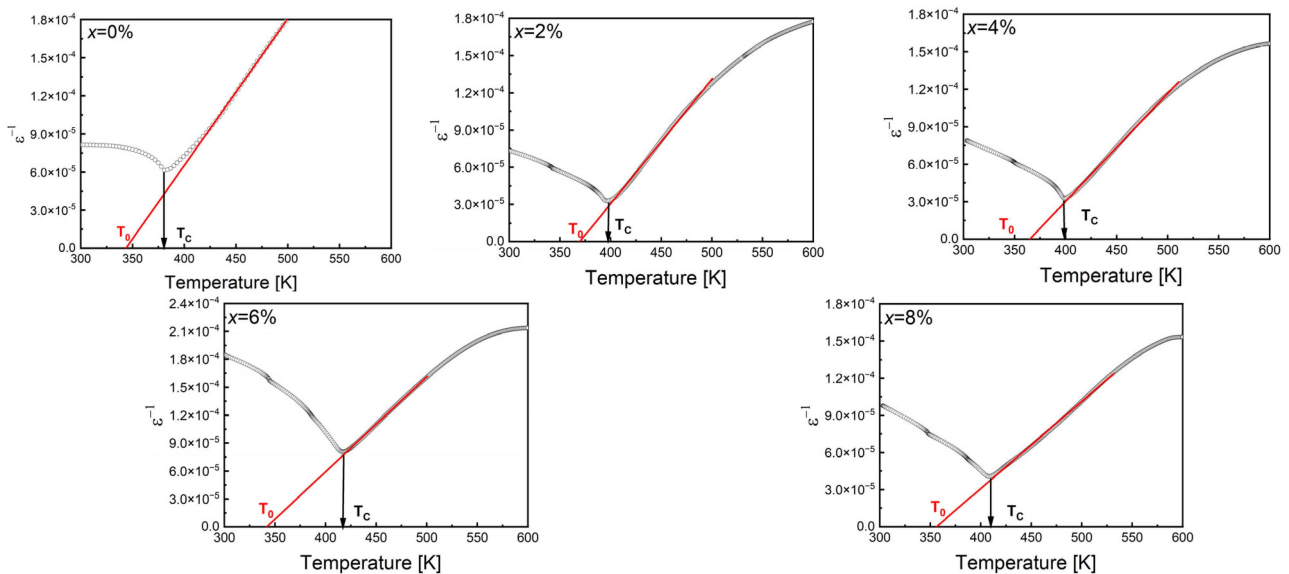 x=0%
1.8×10⁻⁴
1.5×10⁻⁴
1.2×10⁻⁴
9.0×10⁻⁵
6.0×10⁻⁵
3.0×10⁻⁵
0.0
ε⁻¹
T₀
T_C
300 350 400 450 500 550 600
Temperature [K]
x=2%
1.8×10⁻⁴
1.5×10⁻⁴
1.2×10⁻⁴
9.0×10⁻⁵
6.0×10⁻⁵
3.0×10⁻⁵
0.0
ε⁻¹
T₀
T_C
300 350 400 450 500 550 600
Temperature [K]
x=4%
1.8×10⁻⁴
1.5×10⁻⁴
1.2×10⁻⁴
9.0×10⁻⁵
6.0×10⁻⁵
3.0×10⁻⁵
0.0
ε⁻¹
T₀
T_C
300 350 400 450 500 550 600
Temperature [K]
x=6%
2.4×10⁻⁴
2.1×10⁻⁴
1.8×10⁻⁴
1.5×10⁻⁴
1.2×10⁻⁴
9.0×10⁻⁵
6.0×10⁻⁵
3.0×10⁻⁵
0.0
ε⁻¹
T₀
T_C
300 350 400 450 500 550 600
Temperature [K]
x=8%
1.8×10⁻⁴
1.5×10⁻⁴
1.2×10⁻⁴
9.0×10⁻⁵
6.0×10⁻⁵
3.0×10⁻⁵
0.0
ε⁻¹
T₀
T_C
300 350 400 450 500 550 600
Temperature [K]